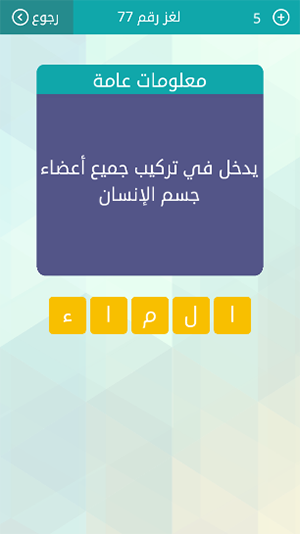 رجوع لغز رقم 77 5
معلومات عامة
يدخل في تركيب جميع أعضاء
جسم الإنسان
ا ل م ا ء